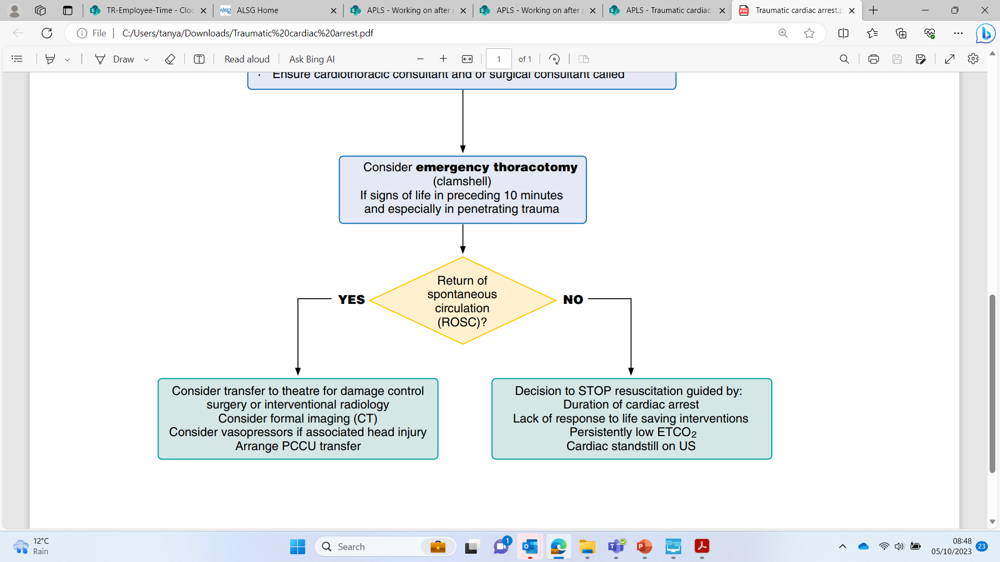 TR-Employee-Time - Cloc
ALSG Home
APLS - Working on after p
APLS - Working on after p
APLS - Traumatic cardiac
Traumatic cardiac arrest.p
File
C:/Users/tanya/Downloads/Traumatic%20cardiac%20arrest.pdf
Draw
Read aloud
Ask Bing AI
1
of 1
· Ensure cardiothoracic consultant and or surgical consultant called
Consider emergency thoracotomy
(clamshell)
If signs of life in preceding 10 minutes
and especially in penetrating trauma
Return of
spontaneous
circulation
(ROSC)?
YES
NO
Consider transfer to theatre for damage control
surgery or interventional radiology
Consider formal imaging (CT)
Consider vasopressors if associated head injury
Arrange PCCU transfer
Decision to STOP resuscitation guided by:
Duration of cardiac arrest
Lack of response to life saving interventions
Persistently low ETCO2
Cardiac standstill on US
12°C
Rain
Search
1
08:48
05/10/2023
23